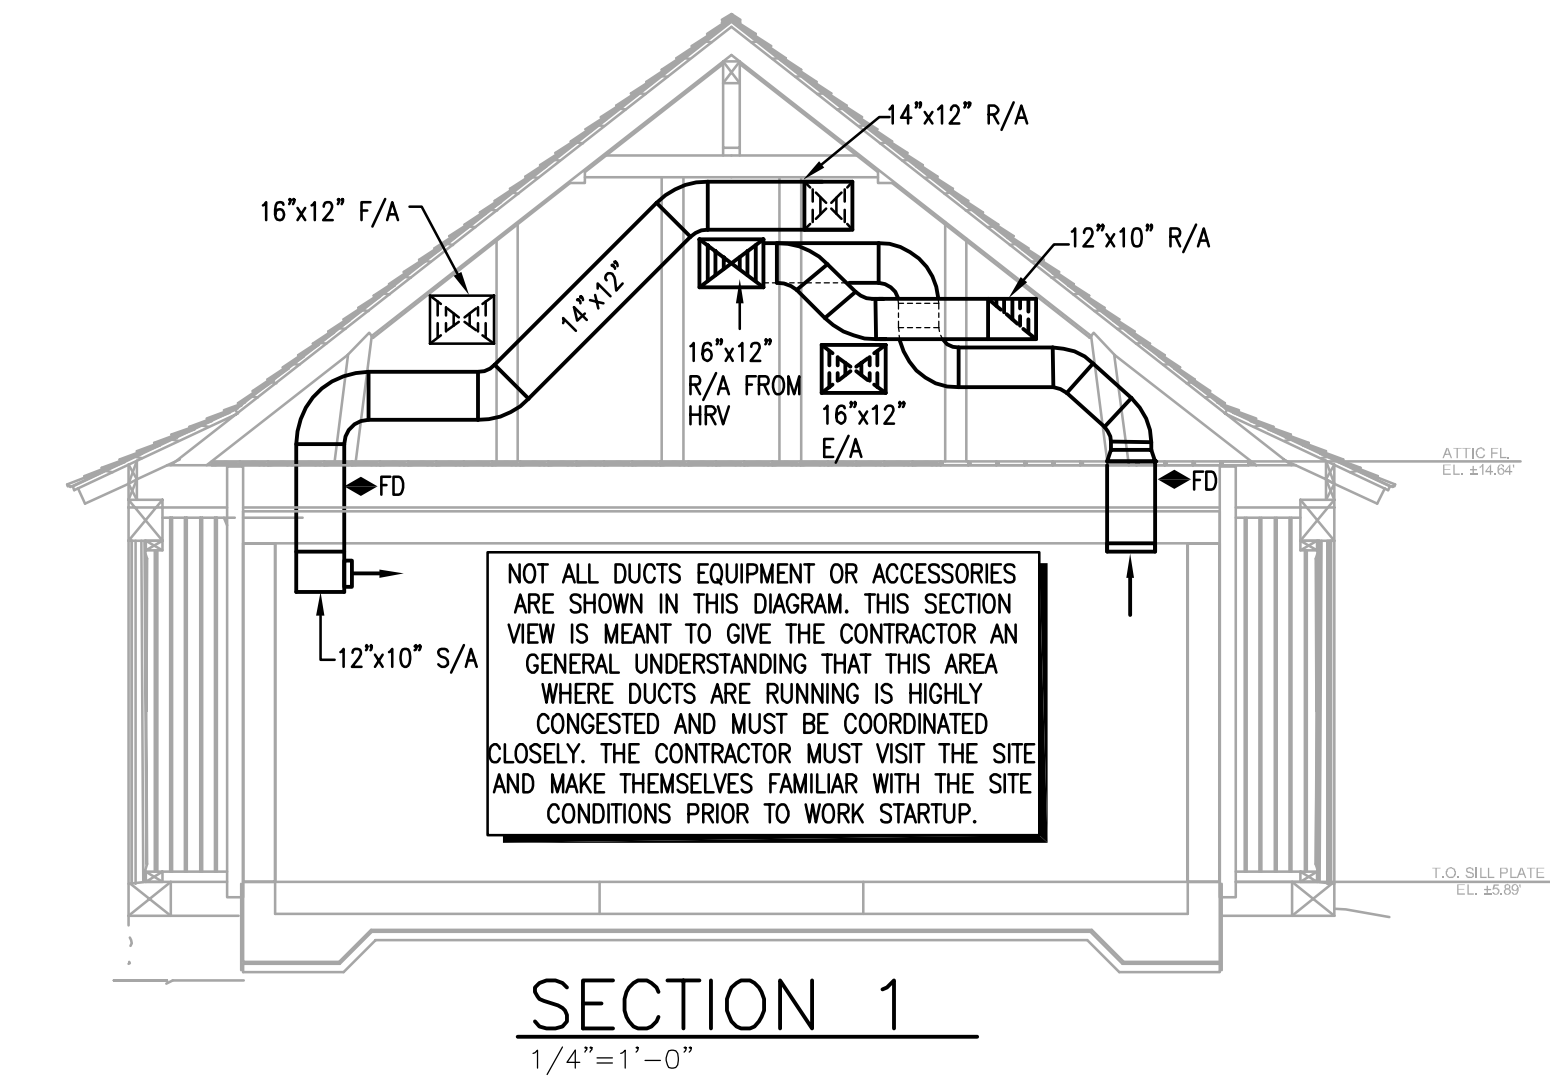 14"x12" R/A
16"x12" F/A
12"x10" R/A
14"x12"
16"x12"
R/A FROM
HRV
16"x12"
E/A
ATTIC FL.
EL. ±14.64'
FD
FD
12"x10" S/A
NOT ALL DUCTS EQUIPMENT OR ACCESSORIES
ARE SHOWN IN THIS DIAGRAM. THIS SECTION
VIEW IS MEANT TO GIVE THE CONTRACTOR AN
GENERAL UNDERSTANDING THAT THIS AREA
WHERE DUCTS ARE RUNNING IS HIGHLY
CONGESTED AND MUST BE COORDINATED
CLOSELY. THE CONTRACTOR MUST VISIT THE SITE
AND MAKE THEMSELVES FAMILIAR WITH THE SITE
CONDITIONS PRIOR TO WORK STARTUP.
T.O. SILL PLATE
EL. ±5.89'
SECTION 1
1/4"=1'-0"